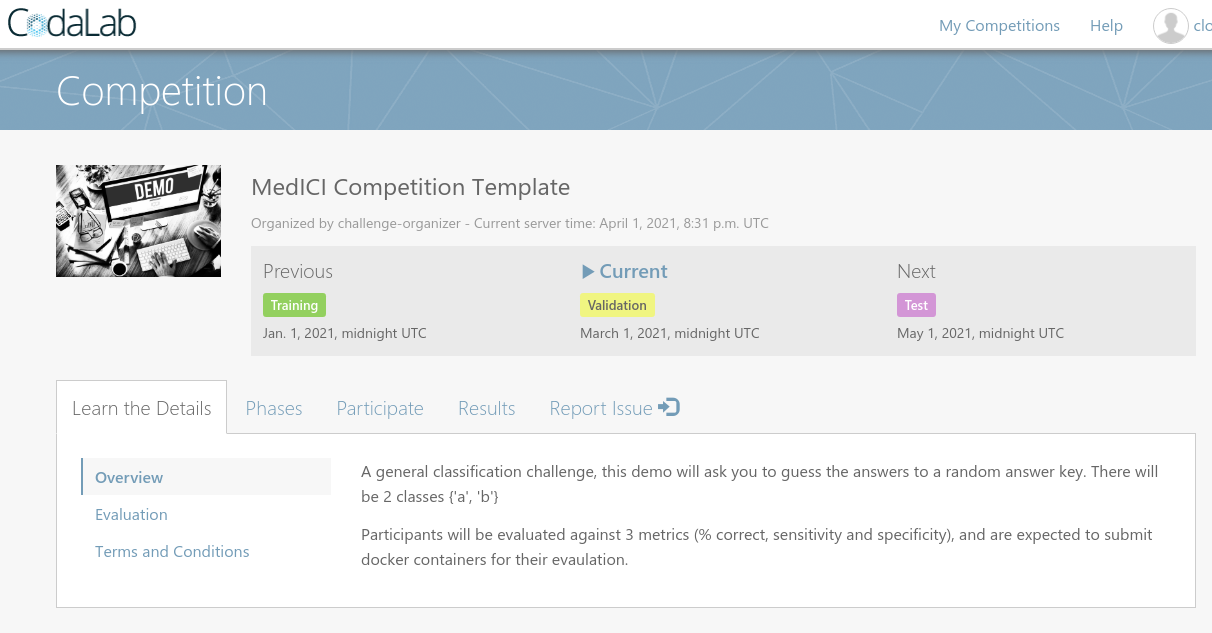 CodaLab
My Competitions
Help
clo
Competition
DEMO
MedICI Competition Template
Organized by challenge-organizer - Current server time: April 1, 2021, 8:31 p.m. UTC
Previous
Training
Jan. 1, 2021, midnight UTC
Current
Validation
March 1, 2021, midnight UTC
Next
Test
May 1, 2021, midnight UTC
Learn the Details
Phases
Participate
Results
Report Issue
Overview
Evaluation
Terms and Conditions
A general classification challenge, this demo will ask you to guess the answers to a random answer key. There will
be 2 classes {'a', 'b'}
Participants will be evaluated against 3 metrics (% correct, sensitivity and specificity), and are expected to submit
docker containers for their evaulation.